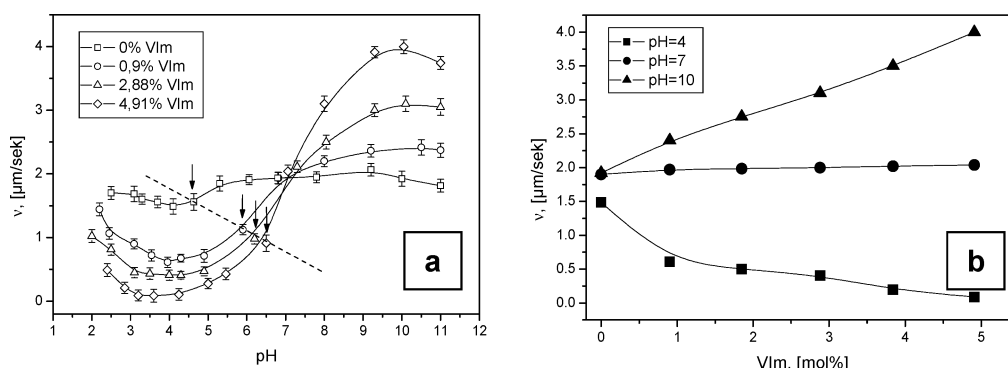 0% VIm
0,9% VIm
2,88% VIm
4,91% VIm
ν, [μm/sek]
4
3
2
1
0
1 2 3 4 5 6 7 8 9 10 11 12
pH
a
pH=4
pH=7
pH=10
ν, [μm/sek]
4.0
3.5
3.0
2.5
2.0
1.5
1.0
0.5
0.0
0 1 2 3 4 5
VIm, [mol%]
b